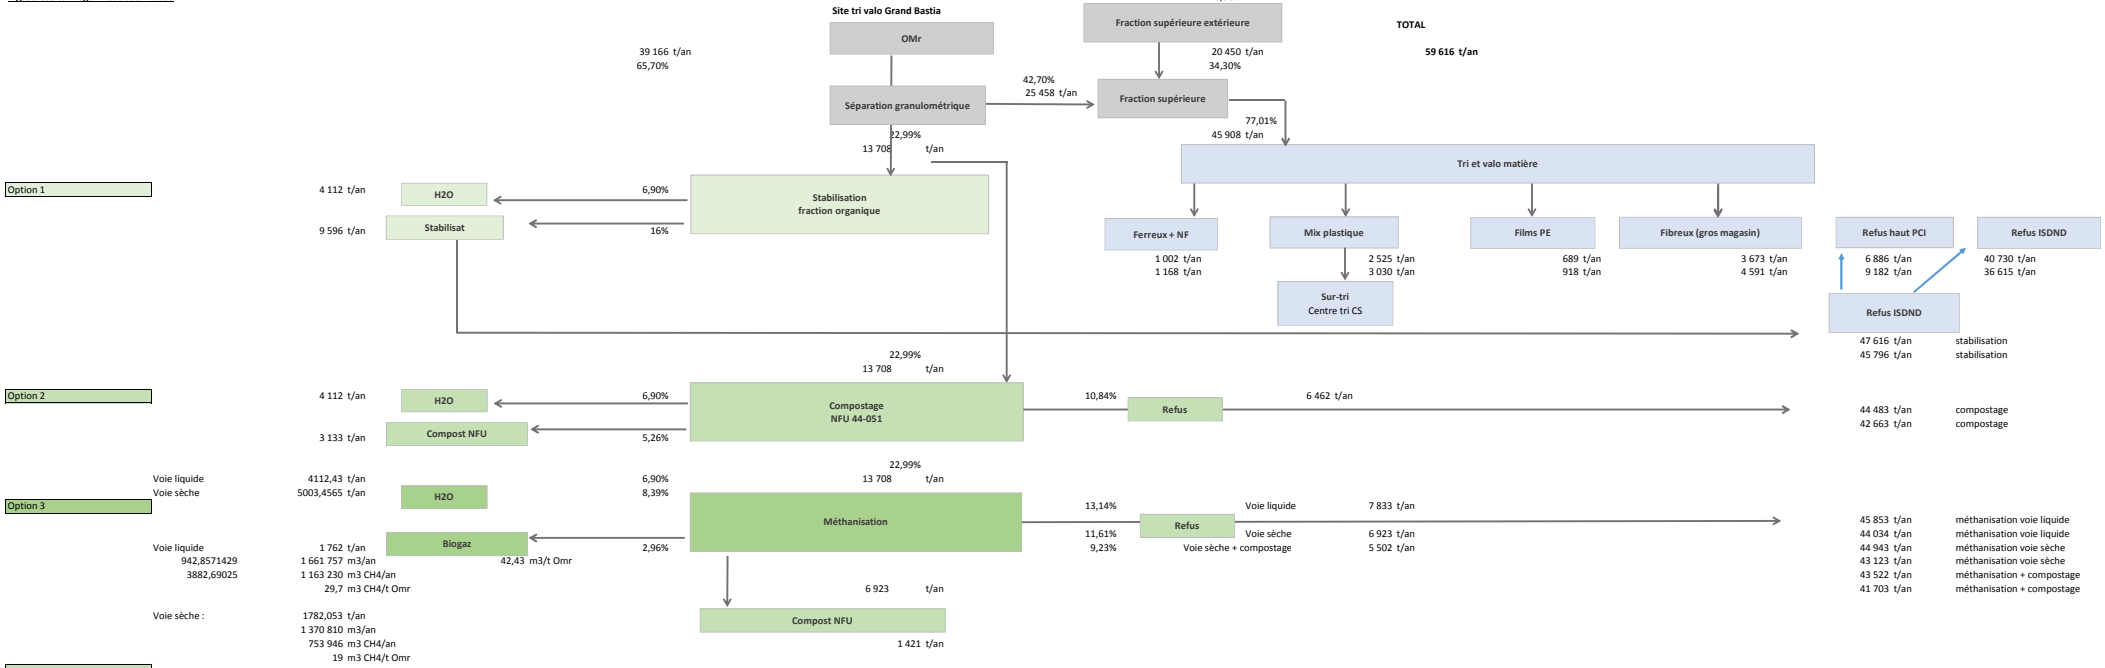 Site tri valo Grand Bastia
OMr
Fraction supérieure extérieure
TOTAL
39 166 t/an
20 450 t/an
59 616 t/an
65,70%
34,30%
42,70%
25 458 t/an
Séparation granulométrique
Fraction supérieure
77,01%
22,99%
45 908 t/an
13 708 t/an
Tri et valo matière
Option 1
4 112 t/an
H2O
6,90%
Stabilisation
fraction organique
9 596 t/an
Stabilisat
16%
Ferreux + NF
Mix plastique
Films PE
Fibreux (gros magasin)
Refus haut PCI
Refus ISDND
1 002 t/an
2 525 t/an
689 t/an
3 673 t/an
6 886 t/an
40 730 t/an
1 168 t/an
3 030 t/an
918 t/an
4 591 t/an
9 182 t/an
36 615 t/an
Sur-tri
Centre tri CS
Refus ISDND
47 616 t/an stabilisation
45 796 t/an stabilisation
22,99%
13 708 t/an
Option 2
4 112 t/an
H2O
6,90%
Compostage
NFU 44-051
10,84%
Refus
6 462 t/an
44 483 t/an compostage
42 663 t/an compostage
3 133 t/an
Compost NFU
5,26%
22,99%
13 708 t/an
Voie liquide 4112,43 t/an
6,90%
Voie sèche 5003,4565 t/an
H2O
8,39%
Option 3
Méthanisation
13,14%
Voie liquide 7 833 t/an
Refus
11,61%
Voie sèche 6 923 t/an
9,23%
Voie sèche + compostage 5 502 t/an
45 853 t/an méthanisation voie liquide
44 034 t/an méthanisation voie liquide
44 943 t/an méthanisation voie sèche
43 123 t/an méthanisation voie sèche
43 522 t/an méthanisation + compostage
41 703 t/an méthanisation + compostage
Voie liquide 1 762 t/an
Biogaz
2,96%
942,8571429 1 661 757 m3/an 42,43 m3/t Omr
3882,69025 1 163 230 m3 CH4/an
29,7 m3 CH4/t Omr
6 923 t/an
Voie sèche : 1782,053 t/an
1 370 810 m3/an
753 946 m3 CH4/an
19 m3 CH4/t Omr
Compost NFU
1 421 t/an